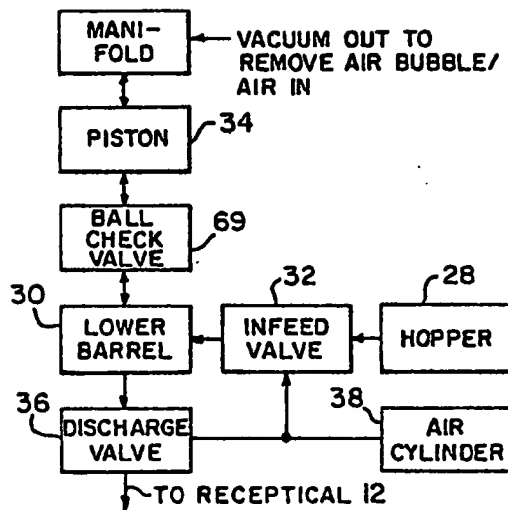 MANI-
FOLD
VACUUM OUT TO
REMOVE AIR BUBBLE/
AIR IN
34
PISTON
BALL
CHECK
VALVE
69
30
32
28
LOWER
BARREL
INFEED
VALVE
HOPPER
36
38
DISCHARGE
VALVE
AIR
CYLINDER
TO RECEPTICAL 12